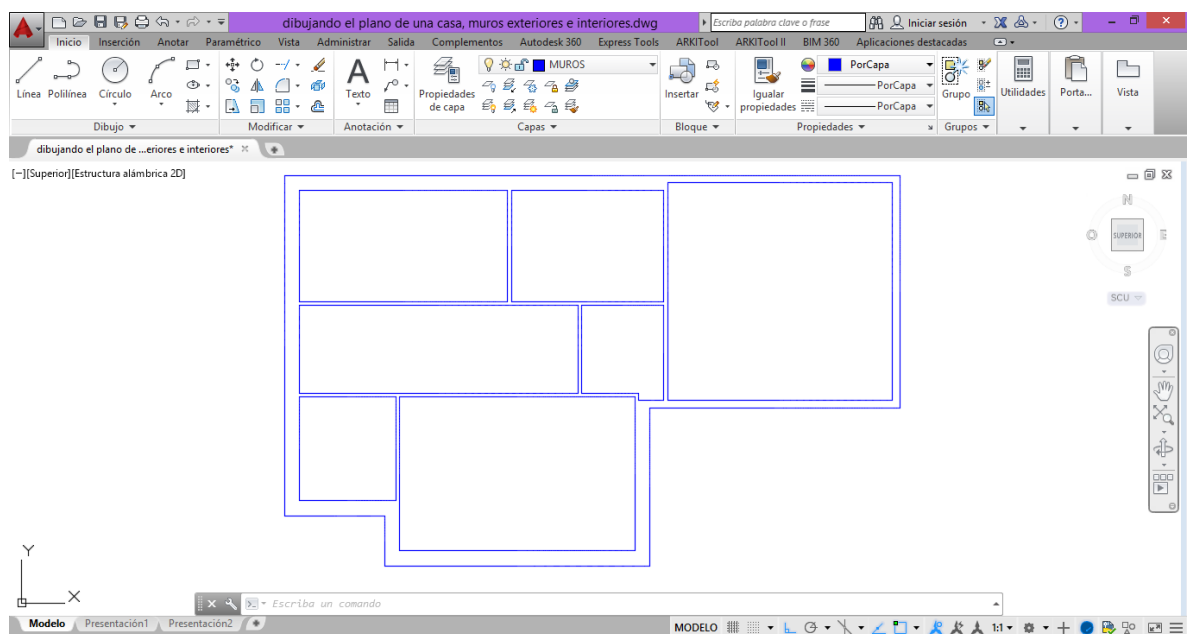 dibujando el plano de una casa, muros exteriores e interiores.dwg
Escriba palabra clave o frase
Iniciar sesión
Inicio Inserción Anotar Paramétrico Vista Administrar Salida Complementos Autodesk 360 Express Tools ARKITool ARKITool II BIM 360 Aplicaciones destacadas
MUROS
PorCapa
PorCapa
PorCapa
Línea Polilínea Círculo Arco
Texto
Propiedades de capa
Insertar
Igualar propiedades
Grupo
Utilidades
Porta...
Vista
Dibujo Modificar Anotación Capas Bloque Propiedades Grupos
dibujando el plano de ...eriores e interiores*
[−][Superior][Estructura alámbrica 2D]
N
O SUPERIOR E
S
SCU
Y
X
Escriba un comando
Modelo Presentación1 Presentación2
MODELO 1:1